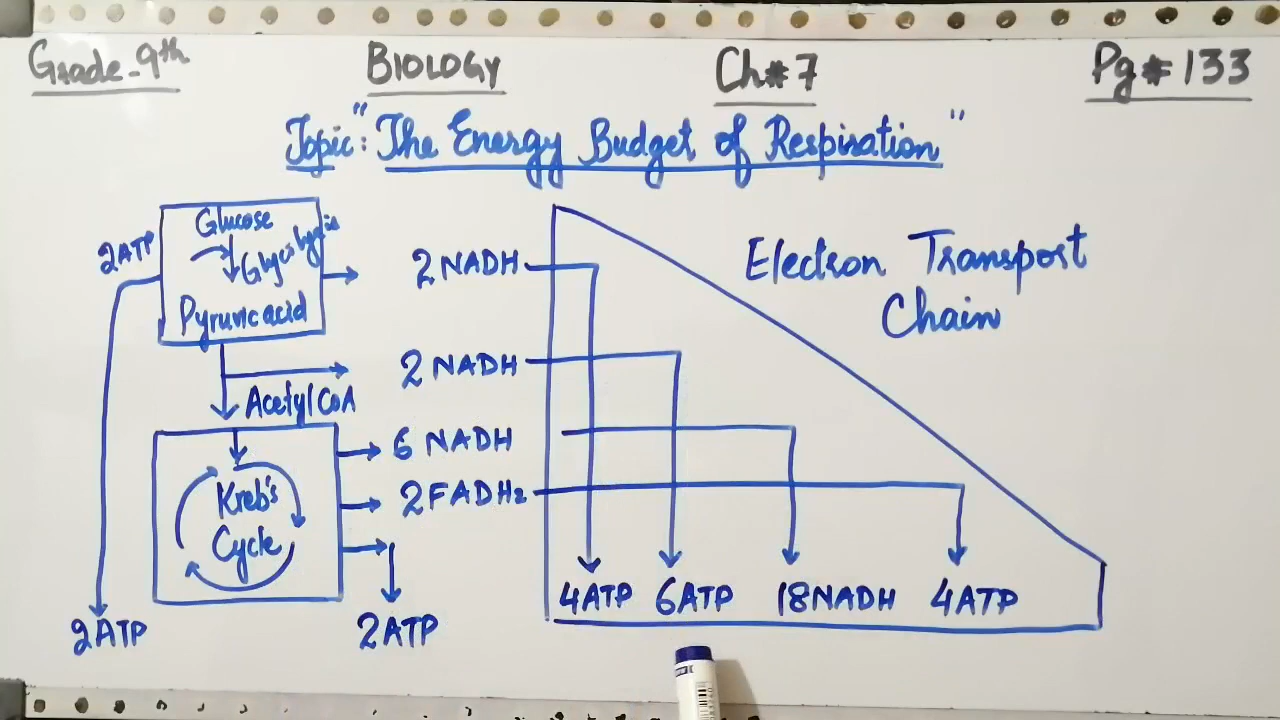 Grade-9th BIOLOGY Ch#7 Pg# 133
Topic: "The Energy Budget of Respiration"
Glucose
2ATP
Glycolysis
Pyruvic acid
Acetyl CoA
Kreb's
Cycle
2ATP
2ATP
2 NADH
2 NADH
6 NADH
2FADH₂
Electron Transport
Chain
4ATP 6ATP 18NADH 4ATP